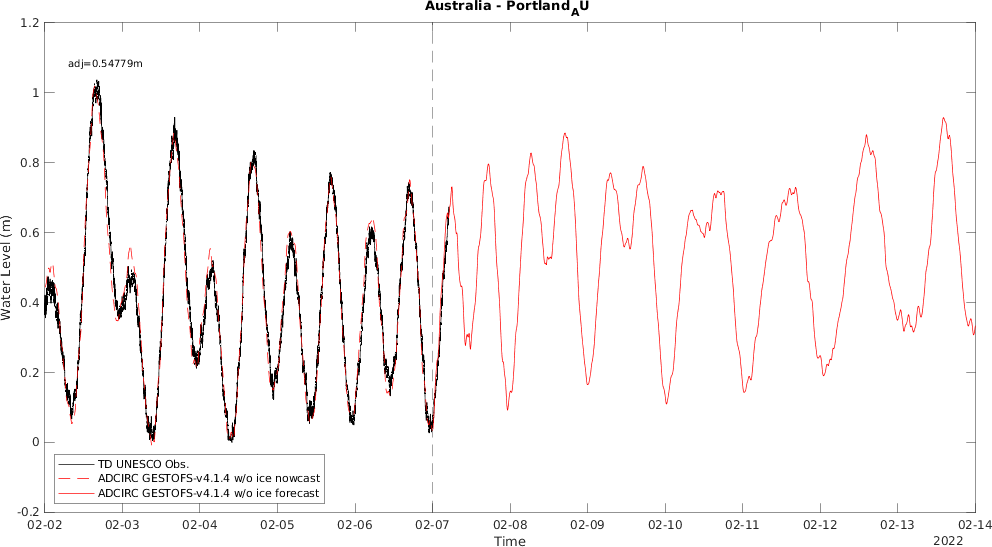 Australia - Portland_AU
adj=0.54779m
Water Level (m)
1.2
1
0.8
0.6
0.4
0.2
0
-0.2
TD UNESCO Obs.
ADCIRC GESTOFS-v4.1.4 w/o ice nowcast
ADCIRC GESTOFS-v4.1.4 w/o ice forecast
02-02 02-03 02-04 02-05 02-06 02-07 02-08 02-09 02-10 02-11 02-12 02-13 02-14
Time
2022